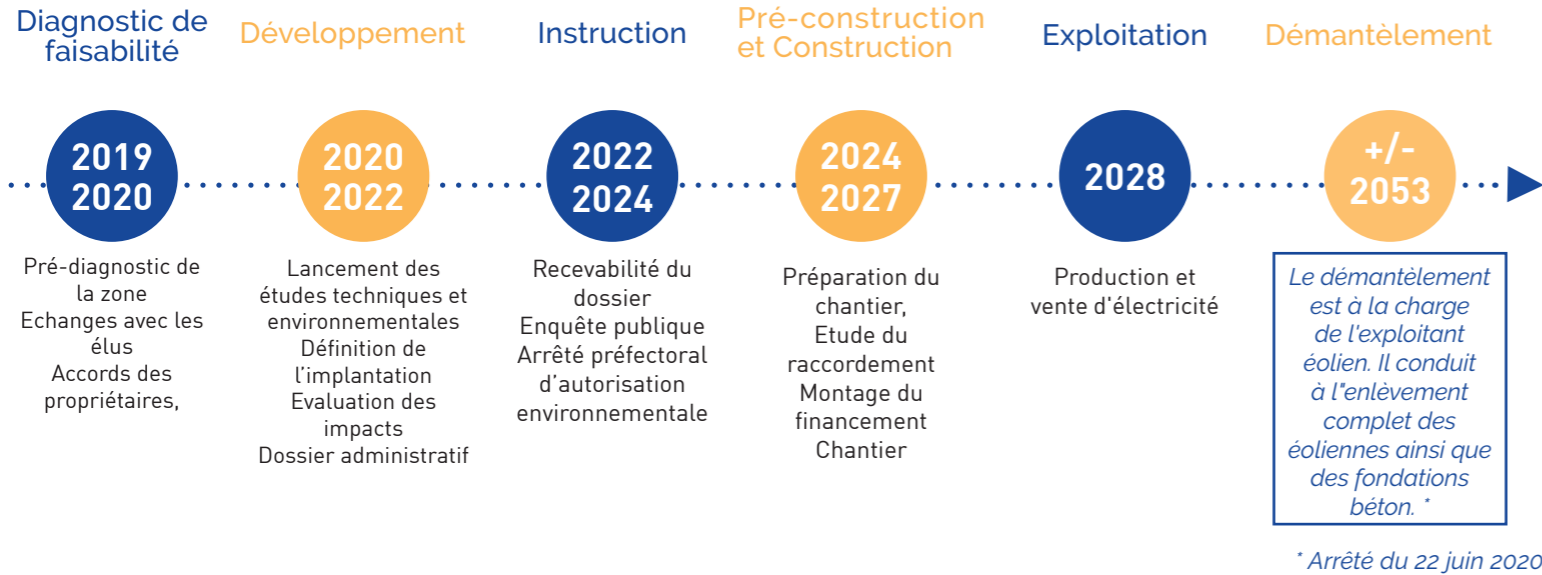 Diagnostic de
faisabilité
Développement
Instruction
Pré-construction
et Construction
Exploitation
Démantèlement
2019
2020
2020
2022
2022
2024
2024
2027
2028
+/-
2053
Pré-diagnostic de
la zone
Echanges avec les
élus
Accords des
propriétaires,
Lancement des
études techniques et
environnementales
Définition de
l’implantation
Evaluation des
impacts
Dossier administratif
Recevabilité du
dossier
Enquête publique
Arrêté préfectoral
d’autorisation
environnementale
Préparation du
chantier,
Etude du
raccordement
Montage du
financement
Chantier
Production et
vente d'électricité
Le démantèlement
est à la charge
de l'exploitant
éolien. Il conduit
à l"enlèvement
complet des
éoliennes ainsi que
des fondations
béton. *
* Arrêté du 22 juin 2020